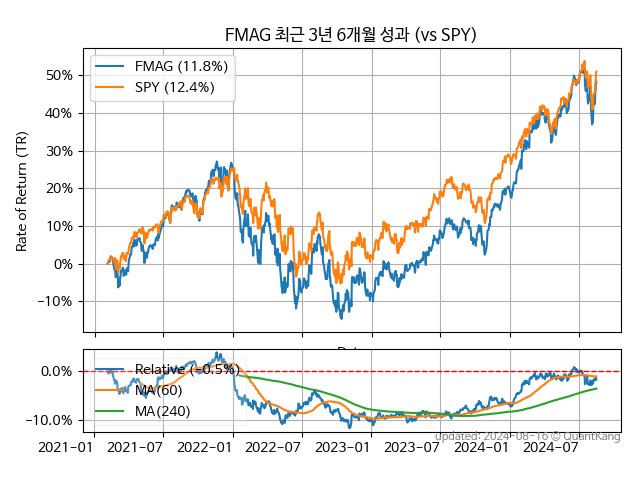 FMAG 최근 3년 6개월 성과 (vs SPY)
FMAG (11.8%)
SPY (12.4%)
50%
40%
30%
20%
10%
0%
−10%
Rate of Return (TR)
Relative (−0.5%)
MA(60)
MA(240)
0.0%
−10.0%
2021−01
2021−07
2022−01
2022−07
2023−01
2023−07
2024−01
2024−07
updated: 2024-08-16 © QuantKang